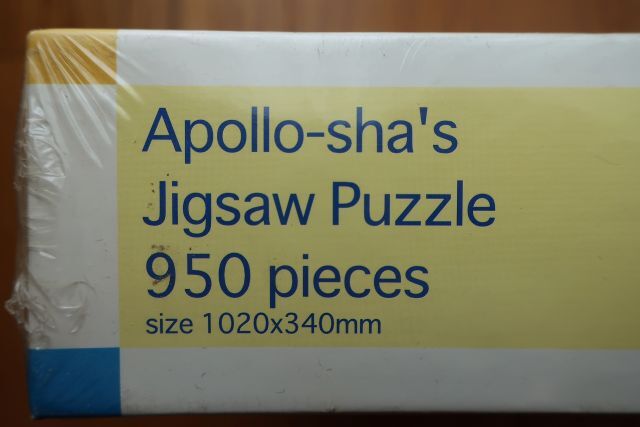 Apollo-sha's
Jigsaw Puzzle
950 pieces
size 1020x340mm